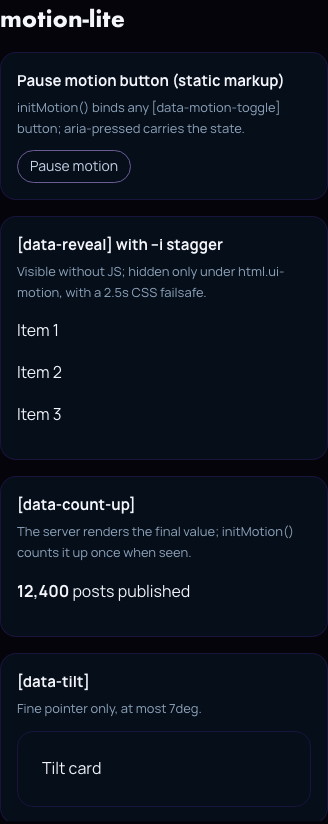 motion-lite
Pause motion button (static markup)
initMotion() binds any [data-motion-toggle]
button; aria-pressed carries the state.
Pause motion
[data-reveal] with –i stagger
Visible without JS; hidden only under html.ui-
motion, with a 2.5s CSS failsafe.
Item 1
Item 2
Item 3
[data-count-up]
The server renders the final value; initMotion()
counts it up once when seen.
12,400 posts published
[data-tilt]
Fine pointer only, at most 7deg.
Tilt card